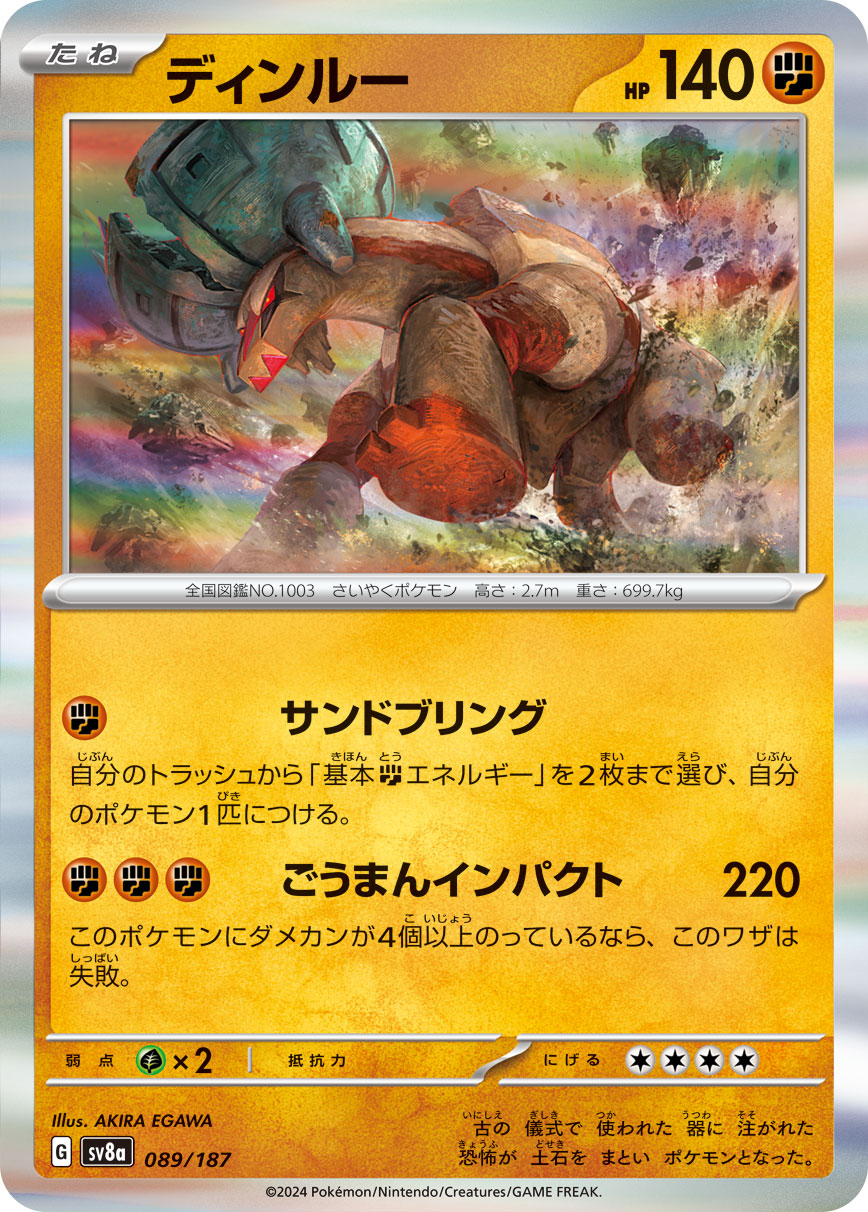 たね
ディンルー
HP 140
全国図鑑NO.1003 さいやくポケモン 高さ:2.7m 重さ:699.7kg
サンドブリング
自分のトラッシュから「基本エネルギー」を2枚まで選び、自分
のポケモン1匹につける。
ごうまんインパクト 220
このポケモンにダメカンが4個以上のっているなら、このワザは
失敗。
弱点 ×2 抵抗力 にげる
Illus. AKIRA EGAWA
古の 儀式で 使われた 器に 注がれた
恐怖が 土石を まとい ポケモンとなった。
G sv8a 089/187
©2024 Pokémon/Nintendo/Creatures/GAME FREAK.